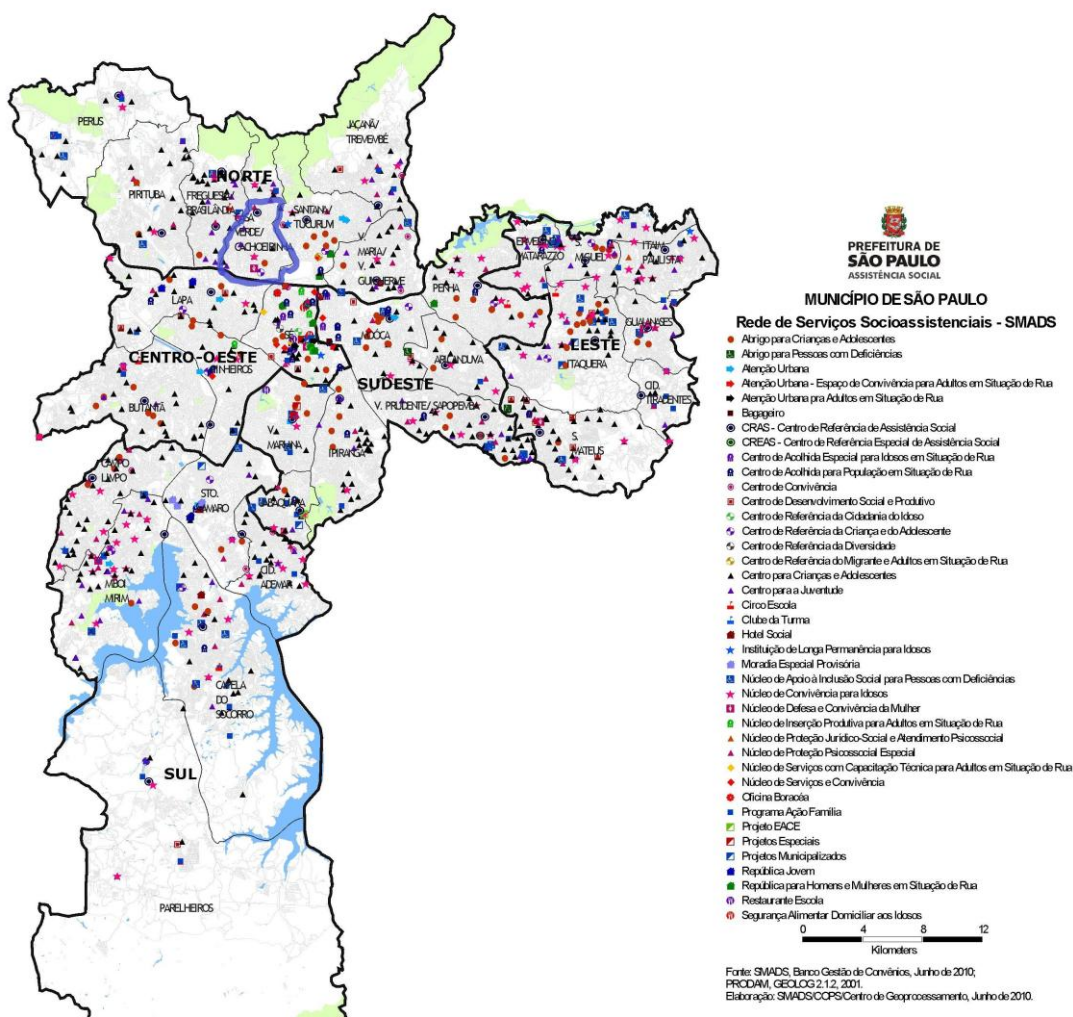 PERUS
JAÇANÃ/
TREMEMBÉ
NORTE
PIRITUBA
FREGUESIA/
BRASILÂNDIA
SANTANA/
TUCURUVI
CASA
VERDE/
CACHOEIRINHA
V.
MARIA/
V.
GUILHERME
ERMELINO
MATARAZZO
S.
MIGUEL
ITAIM
PAULISTA
PENHA
LAPA
SÉ
MOÓCA
GUAIANASES
LESTE
CENTRO-OESTE
PINHEIROS
ARICANDUVA
ITAQUERA
SUDESTE
CID.
TIRADENTES
BUTANTÃ
V. PRUDENTE/ SAPOPEMBA
V.
MARIANA
IPIRANGA
S.
MATEUS
CAMPO
LIMPO
STO.
AMARO
JABAQUARA
M'BOI
MIRIM
CID.
ADEMAR
CAPELA
DO
SOCORRO
SUL
PARELHEIROS
PREFEITURA DE
SÃO PAULO
ASSISTÊNCIA SOCIAL
MUNICÍPIO DE SÃO PAULO
Rede de Serviços Socioassistenciais - SMADS
Abrigo para Crianças e Adolescentes
Abrigo para Pessoas com Deficiências
Atenção Urbana
Atenção Urbana - Espaço de Convivência para Adultos em Situação de Rua
Atenção Urbana pra Adultos em Situação de Rua
Bagageiro
CRAS - Centro de Referência de Assistência Social
CREAS - Centro de Referência Especial de Assistência Social
Centro de Acolhida Especial para Idosos em Situação de Rua
Centro de Acolhida para População em Situação de Rua
Centro de Convivência
Centro de Desenvolvimento Social e Produtivo
Centro de Referência da Cidadania do Idoso
Centro de Referência da Criança e do Adolescente
Centro de Referência da Diversidade
Centro de Referência do Migrante e Adultos em Situação de Rua
Centro para Crianças e Adolescentes
Centro para a Juventude
Circo Escola
Clube da Turma
Hotel Social
Instituição de Longa Permanência para Idosos
Moradia Especial Provisória
Núcleo de Apoio à Inclusão Social para Pessoas com Deficiências
Núcleo de Convivência para Idosos
Núcleo de Defesa e Convivência da Mulher
Núcleo de Inserção Produtiva para Adultos em Situação de Rua
Núcleo de Proteção Jurídico-Social e Atendimento Psicossocial
Núcleo de Proteção Psicossocial Especial
Núcleo de Serviços com Capacitação Técnica para Adultos em Situação de Rua
Núcleo de Serviços e Convivência
Oficina Boracéa
Programa Ação Família
Projeto EACE
Projetos Especiais
Projetos Municipalizados
República Jovem
República para Homens e Mulheres em Situação de Rua
Restaurante Escola
Segurança Alimentar Domiciliar aos Idosos
0 4 8 12
Kilometers
Fonte: SMADS, Banco Gestão de Convênios, Junho de 2010;
PRODAM, GEOLOG 2.1.2, 2001.
Elaboração: SMADS/COPS/Centro de Geoprocessamento, Junho de 2010.